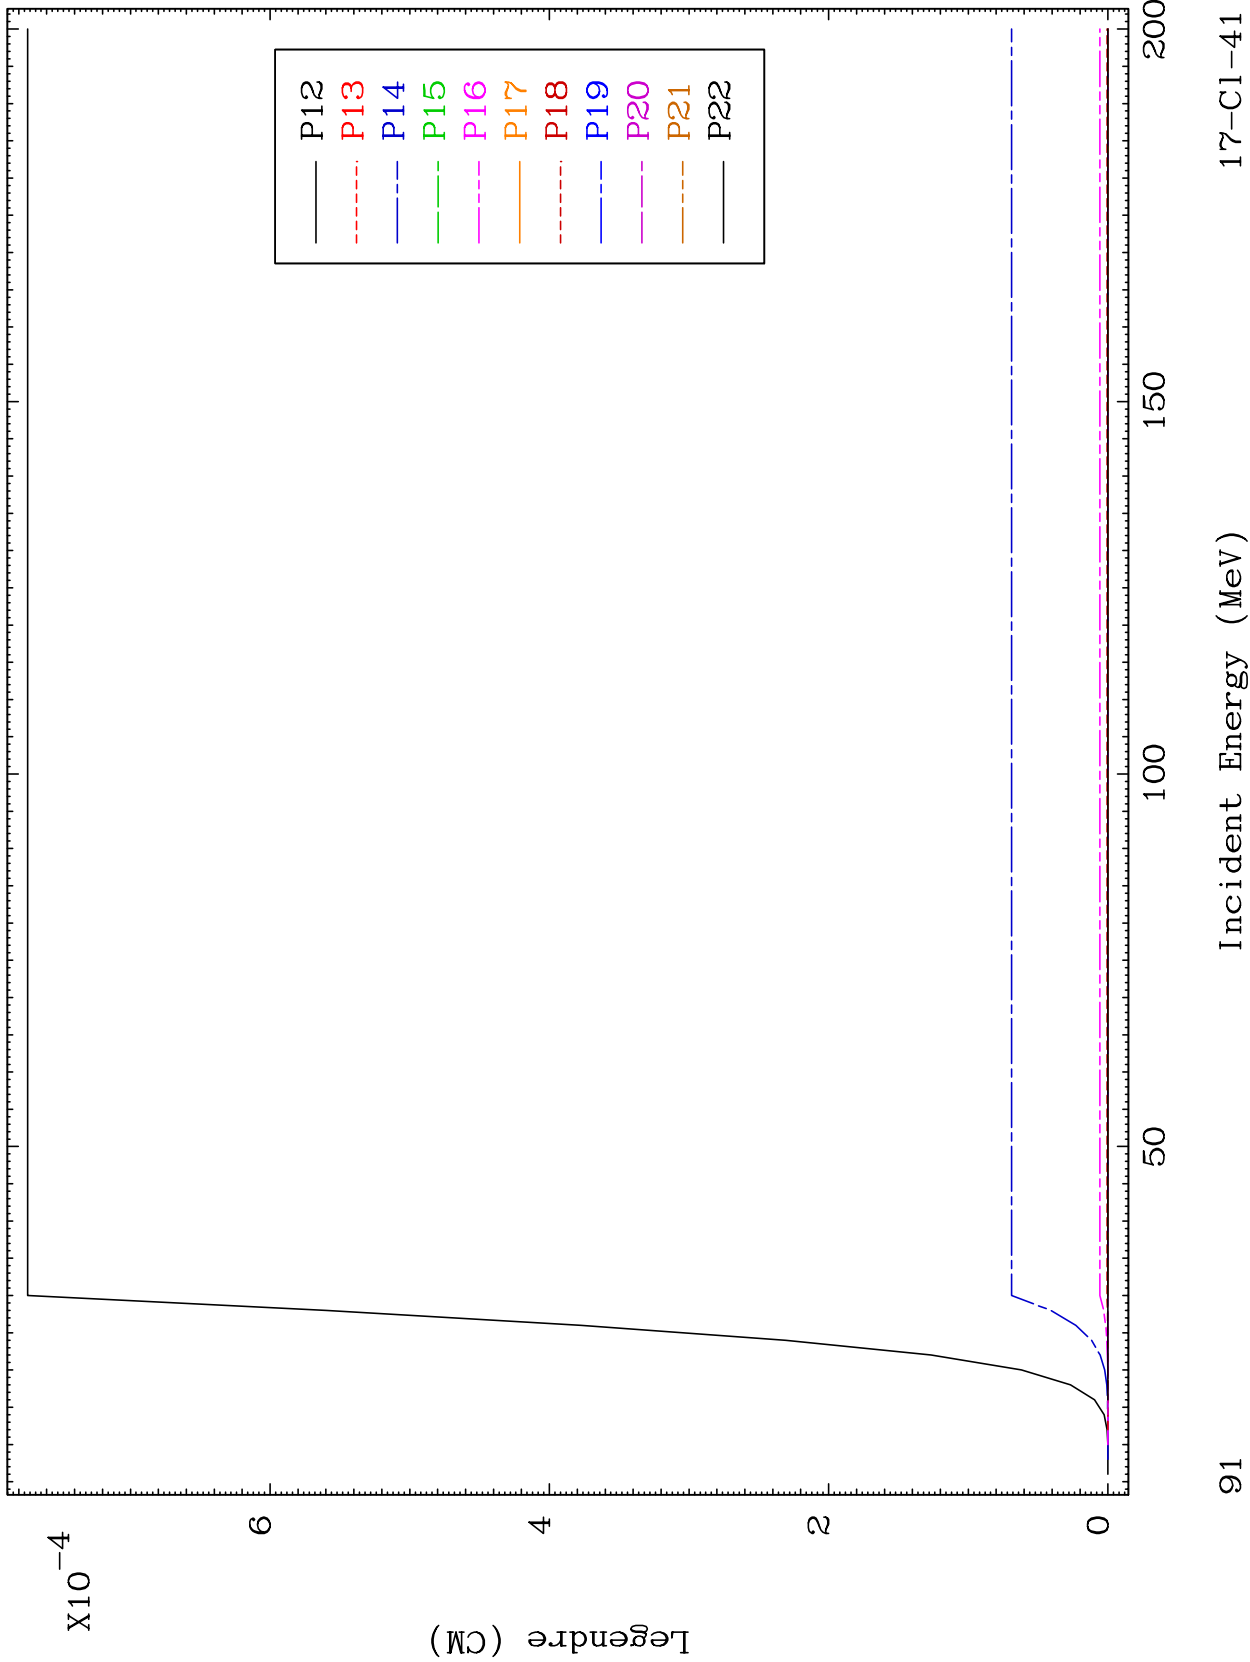 X10-4
6
4
2
0
Legendre (CM)
P12
P13
P14
P15
P16
P17
P18
P19
P20
P21
P22
50
100
150
200
Incident Energy (MeV)
91
17-Cl-41